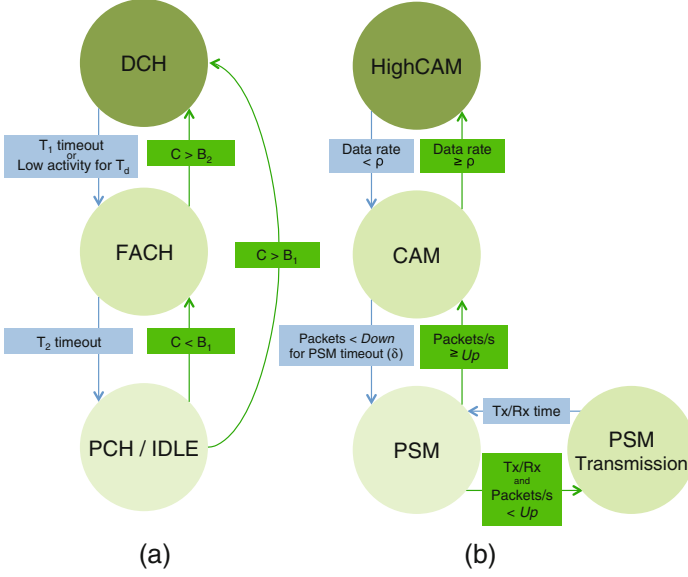 DCH
T1 timeout
or
Low activity for Td
C > B2
FACH
C > B1
T2 timeout
C < B1
PCH / IDLE
(a)
HighCAM
Data rate
< ρ
Data rate
≥ ρ
CAM
Packets < Down
for PSM timeout (δ)
Packets/s
≥ Up
PSM
Tx/Rx time
PSM
Transmission
Tx/Rx
and
Packets/s
< Up
(b)